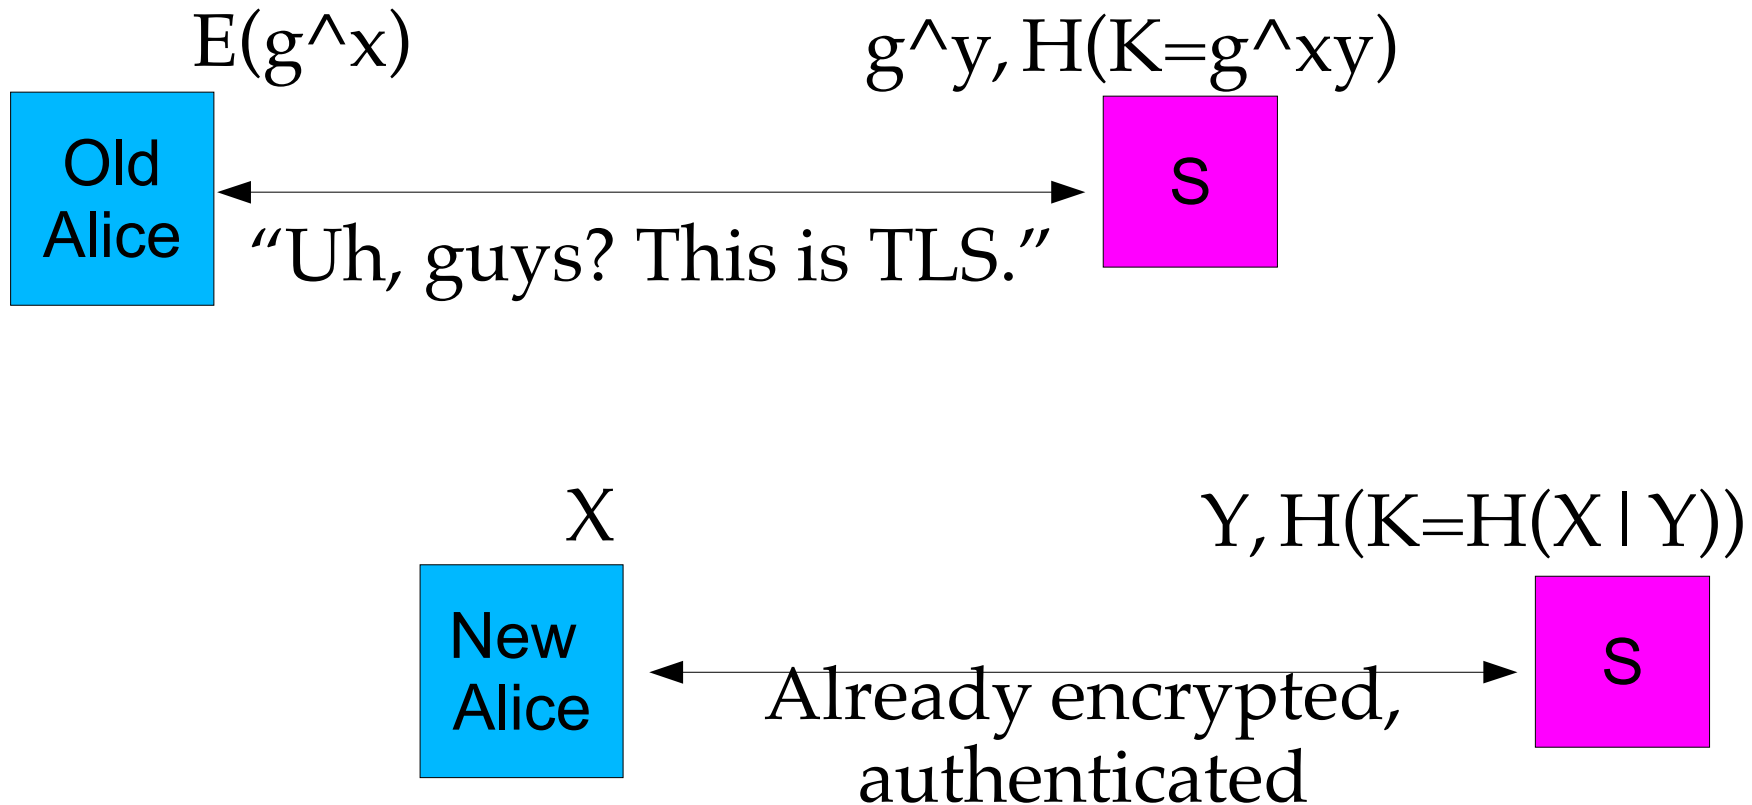 E(g^x)
g^y, H(K=g^xy)
Old
Alice
S
“Uh, guys? This is TLS.”
X
Y, H(K=H(X|Y))
New
Alice
S
Already encrypted,
authenticated